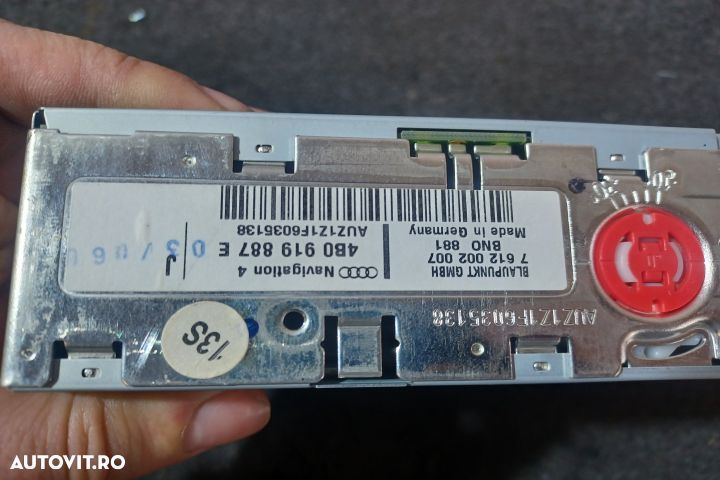 BLAUPUNKT GMBH
7 612 002 007
BNO 881
Made in Germany
Navigation 4
4B0 919 887 E
AUZ1Z1F6035138
J
13S
AUZ1Z1F6035138
AUTOVIT.RO